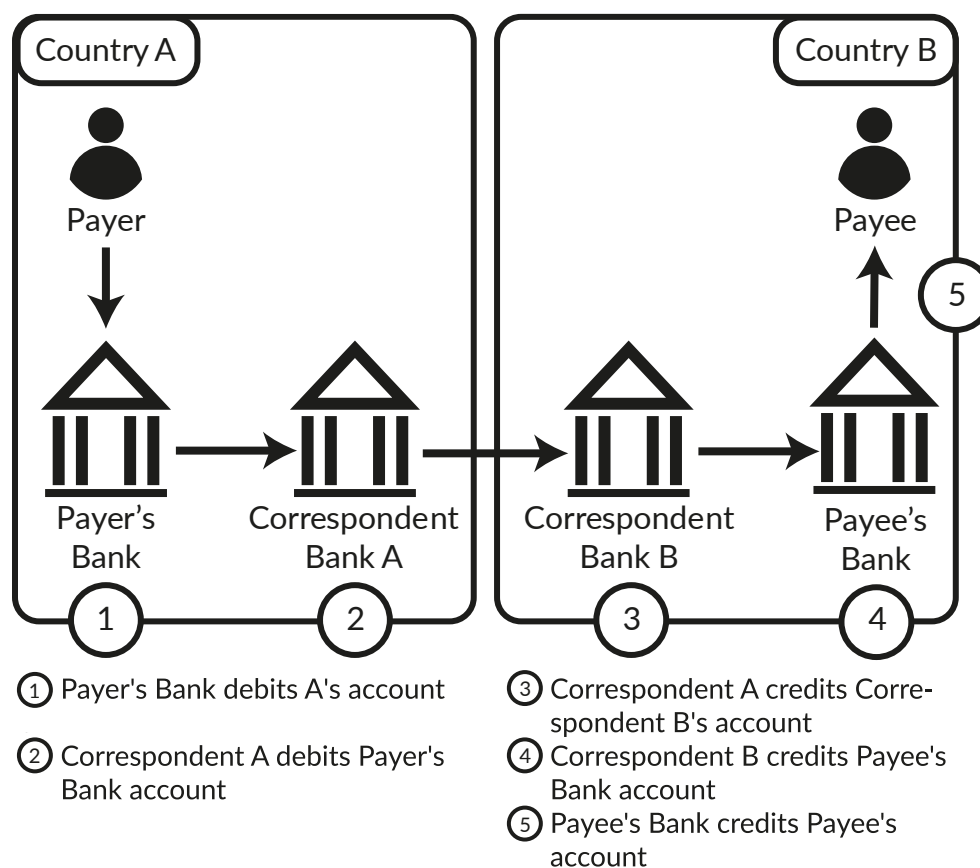 Country A
Country B
Payer
Payee
5
Payer's
Bank
Correspondent
Bank A
Correspondent
Bank B
Payee's
Bank
1
2
3
4
1 Payer's Bank debits A's account
2 Correspondent A debits Payer's
Bank account
3 Correspondent A credits Corre-
spondent B's account
4 Correspondent B credits Payee's
Bank account
5 Payee's Bank credits Payee's
account